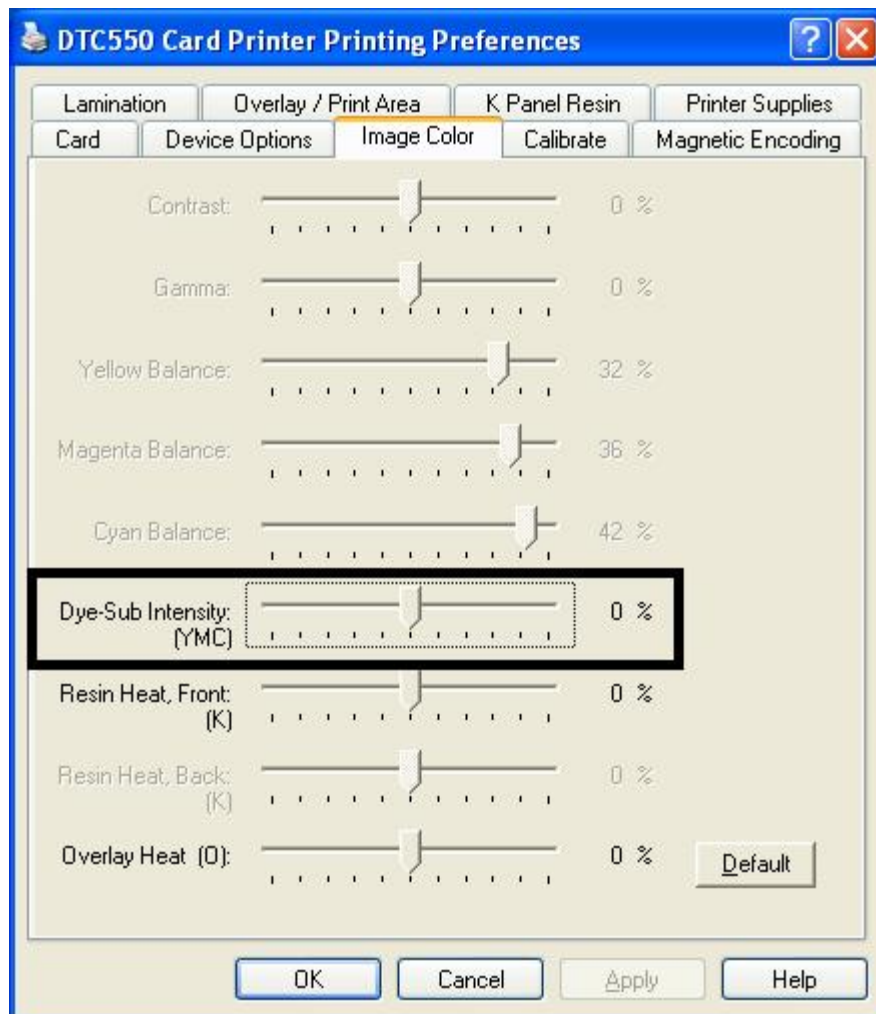 DTC550 Card Printer Printing Preferences
Lamination Overlay / Print Area K Panel Resin Printer Supplies
Card Device Options Image Color Calibrate Magnetic Encoding
Contrast: 0 %
Gamma: 0 %
Yellow Balance: 32 %
Magenta Balance: 36 %
Cyan Balance: 42 %
Dye-Sub Intensity: 0 %
(YMC)
Resin Heat, Front: 0 %
(K)
Resin Heat, Back: 0 %
(K)
Overlay Heat (O): 0 % Default
OK Cancel Apply Help